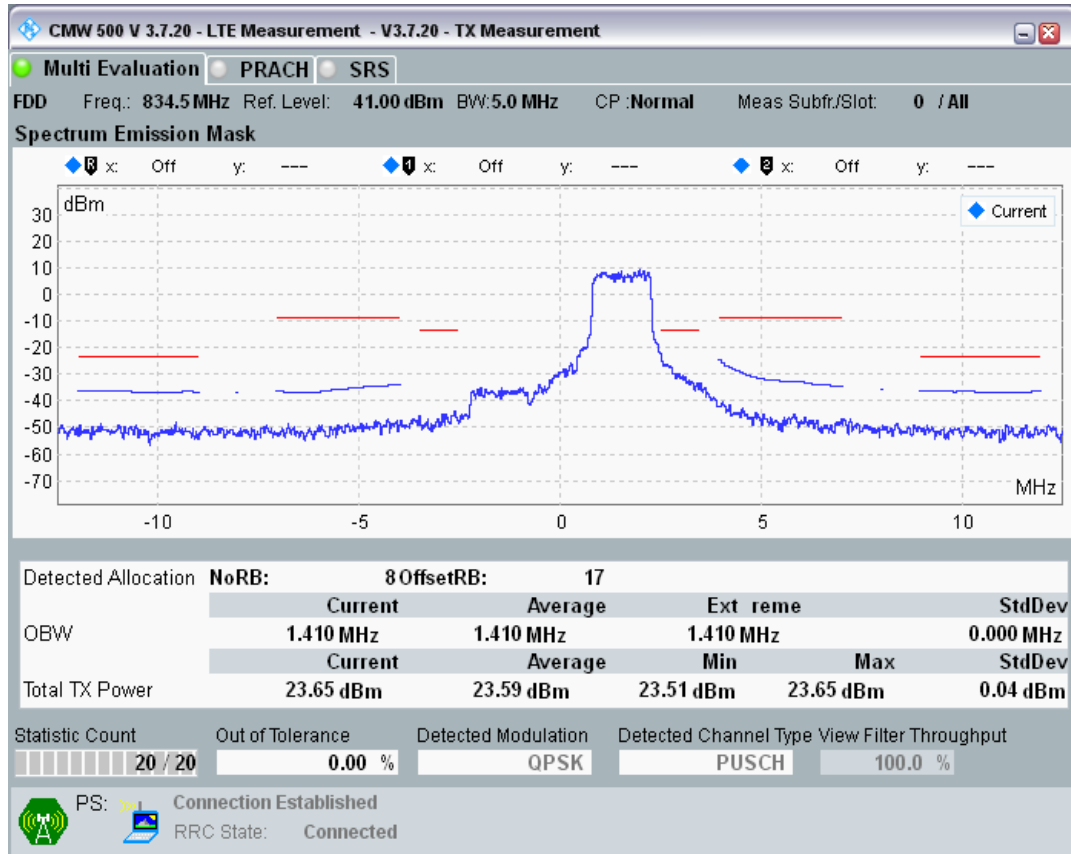 CMW 500 V 3.7.20 - LTE Measurement - V3.7.20 - TX Measurement
Multi Evaluation PRACH SRS
FDD Freq.: 834.5 MHz Ref. Level: 41.00 dBm BW: 5.0 MHz CP : Normal Meas Subfr./Slot: 0 / All
Spectrum Emission Mask
R x: Off y: --- 1 x: Off y: --- 2 x: Off y: ---
dBm
Current
30
20
10
0
-10
-20
-30
-40
-50
-60
-70
MHz
-10 -5 0 5 10
Detected Allocation NoRB: 8 OffsetRB: 17
Current Average Ext reme StdDev
OBW 1.410 MHz 1.410 MHz 1.410 MHz 0.000 MHz
Current Average Min Max StdDev
Total TX Power 23.65 dBm 23.59 dBm 23.51 dBm 23.65 dBm 0.04 dBm
Statistic Count Out of Tolerance Detected Modulation Detected Channel Type View Filter Throughput
20 / 20 0.00 % QPSK PUSCH 100.0 %
PS: Connection Established
RRC State: Connected